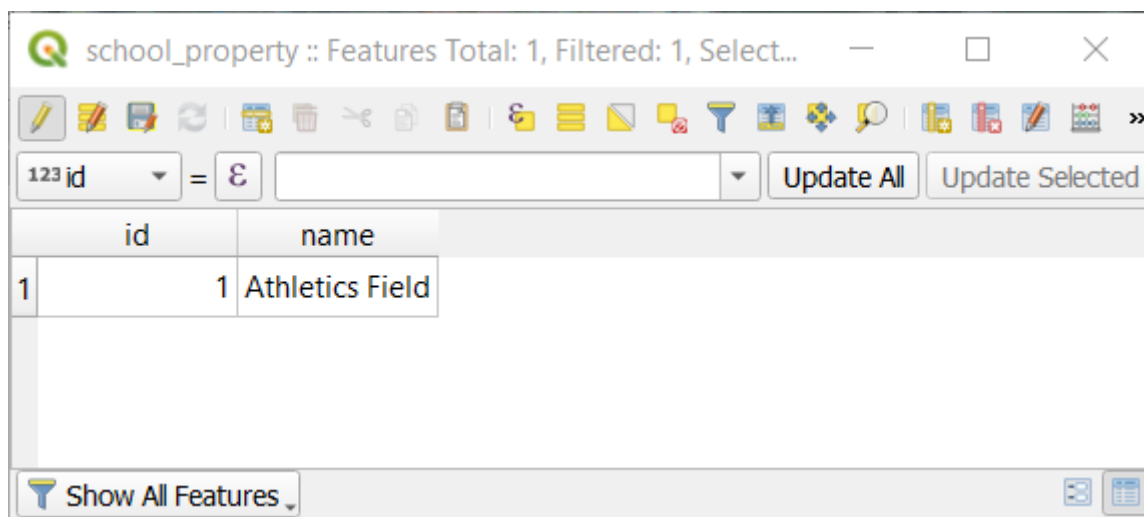 school_property :: Features Total: 1, Filtered: 1, Select...
123 id = ε Update All Update Selected
id name
1 1 Athletics Field
Show All Features